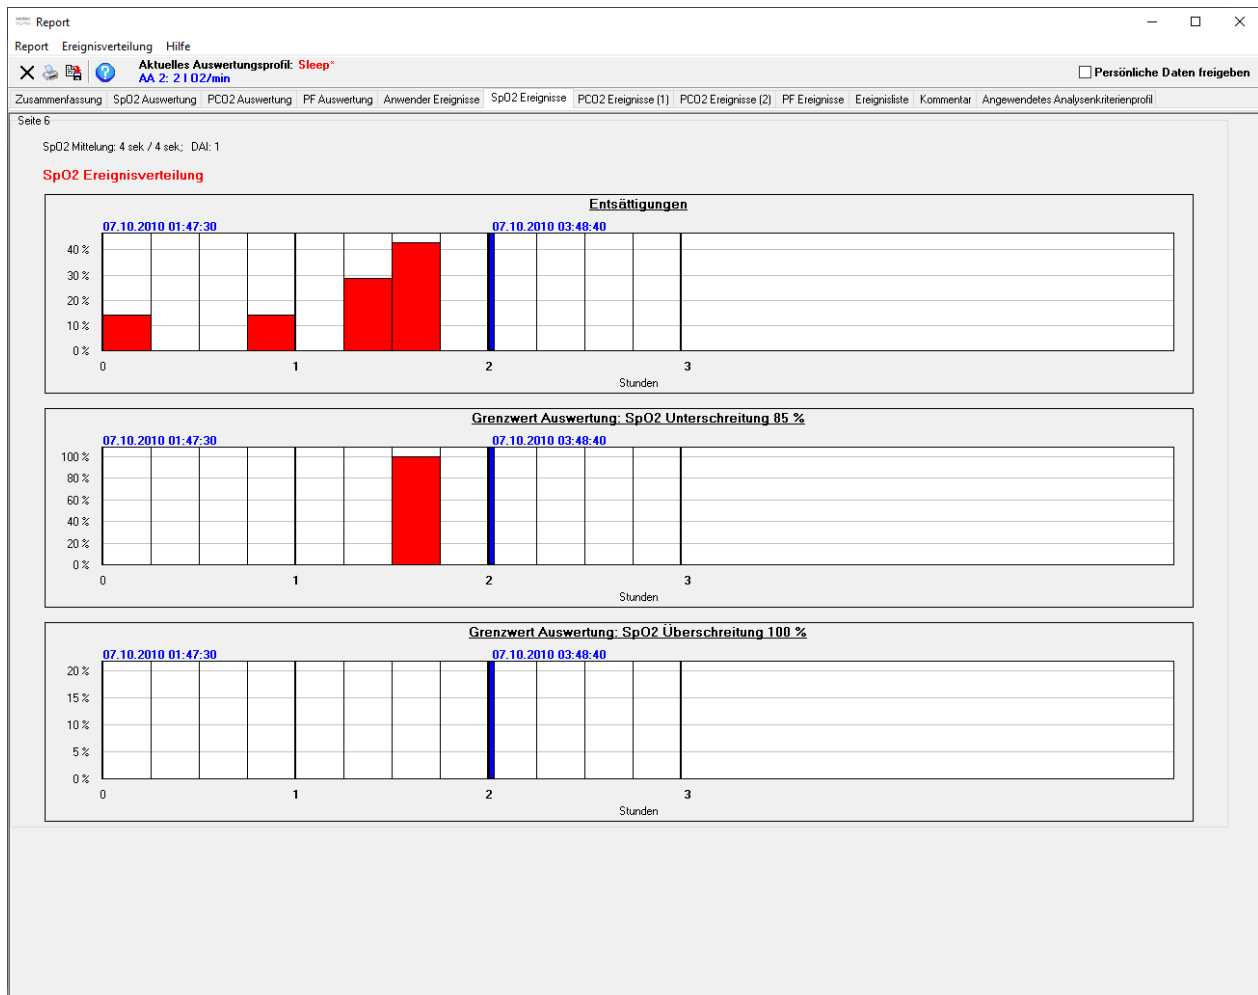 Report
Report Ereignisverteilung Hilfe
Aktuelles Auswertungsprofil: Sleep*
AA 2: 2 l O2/min
Persönliche Daten freigeben
Zusammenfassung SpO2 Auswertung PCO2 Auswertung PF Auswertung Anwender Ereignisse SpO2 Ereignisse PCO2 Ereignisse (1) PCO2 Ereignisse (2) PF Ereignisse Ereignisliste Kommentar Angewendetes Analysenkriterienprofil
Seite 6
SpO2 Mittelung: 4 sek / 4 sek; DAI: 1
SpO2 Ereignisverteilung
Entsättigungen
07.10.2010 01:47:30 07.10.2010 03:48:40
40 %
30 %
20 %
10 %
0 %
0 1 2 3
Stunden
Grenzwert Auswertung: SpO2 Unterschreitung 85 %
07.10.2010 01:47:30 07.10.2010 03:48:40
100 %
80 %
60 %
40 %
20 %
0 %
0 1 2 3
Stunden
Grenzwert Auswertung: SpO2 Überschreitung 100 %
07.10.2010 01:47:30 07.10.2010 03:48:40
20 %
15 %
10 %
5 %
0 %
0 1 2 3
Stunden